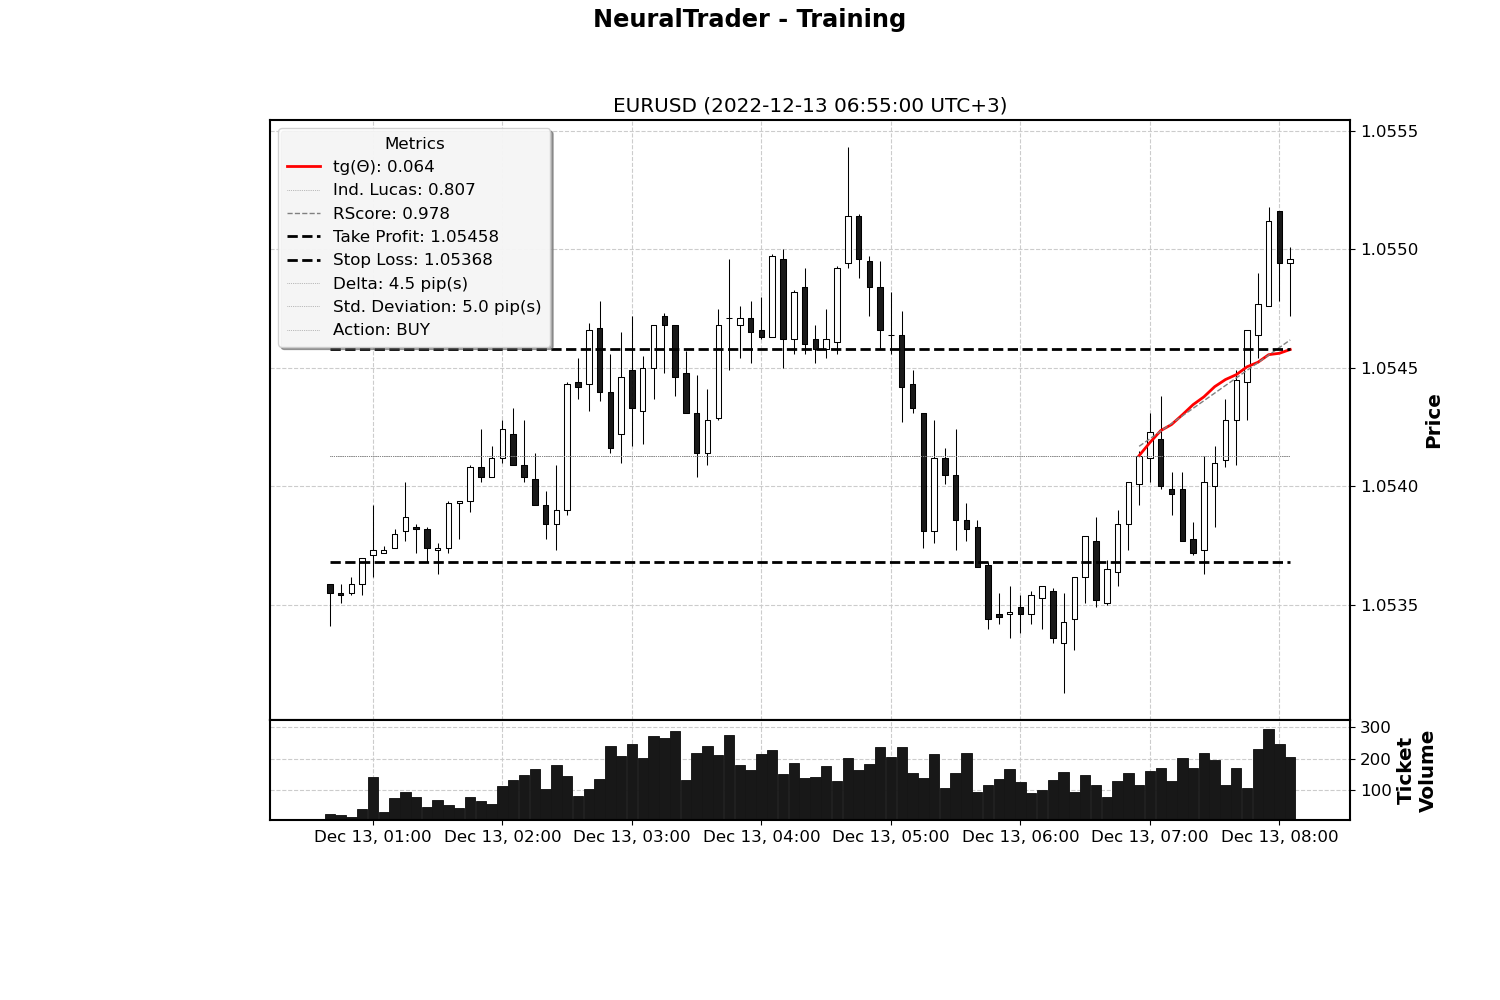 NeuralTrader - Training
EURUSD (2022-12-13 06:55:00 UTC+3)
Metrics
tg(Θ): 0.064
Ind. Lucas: 0.807
RScore: 0.978
Take Profit: 1.05458
Stop Loss: 1.05368
Delta: 4.5 pip(s)
Std. Deviation: 5.0 pip(s)
Action: BUY
1.0555
1.0550
1.0545
1.0540
1.0535
Price
300
200
100
Ticket
Volume
Dec 13, 01:00 Dec 13, 02:00 Dec 13, 03:00 Dec 13, 04:00 Dec 13, 05:00 Dec 13, 06:00 Dec 13, 07:00 Dec 13, 08:00